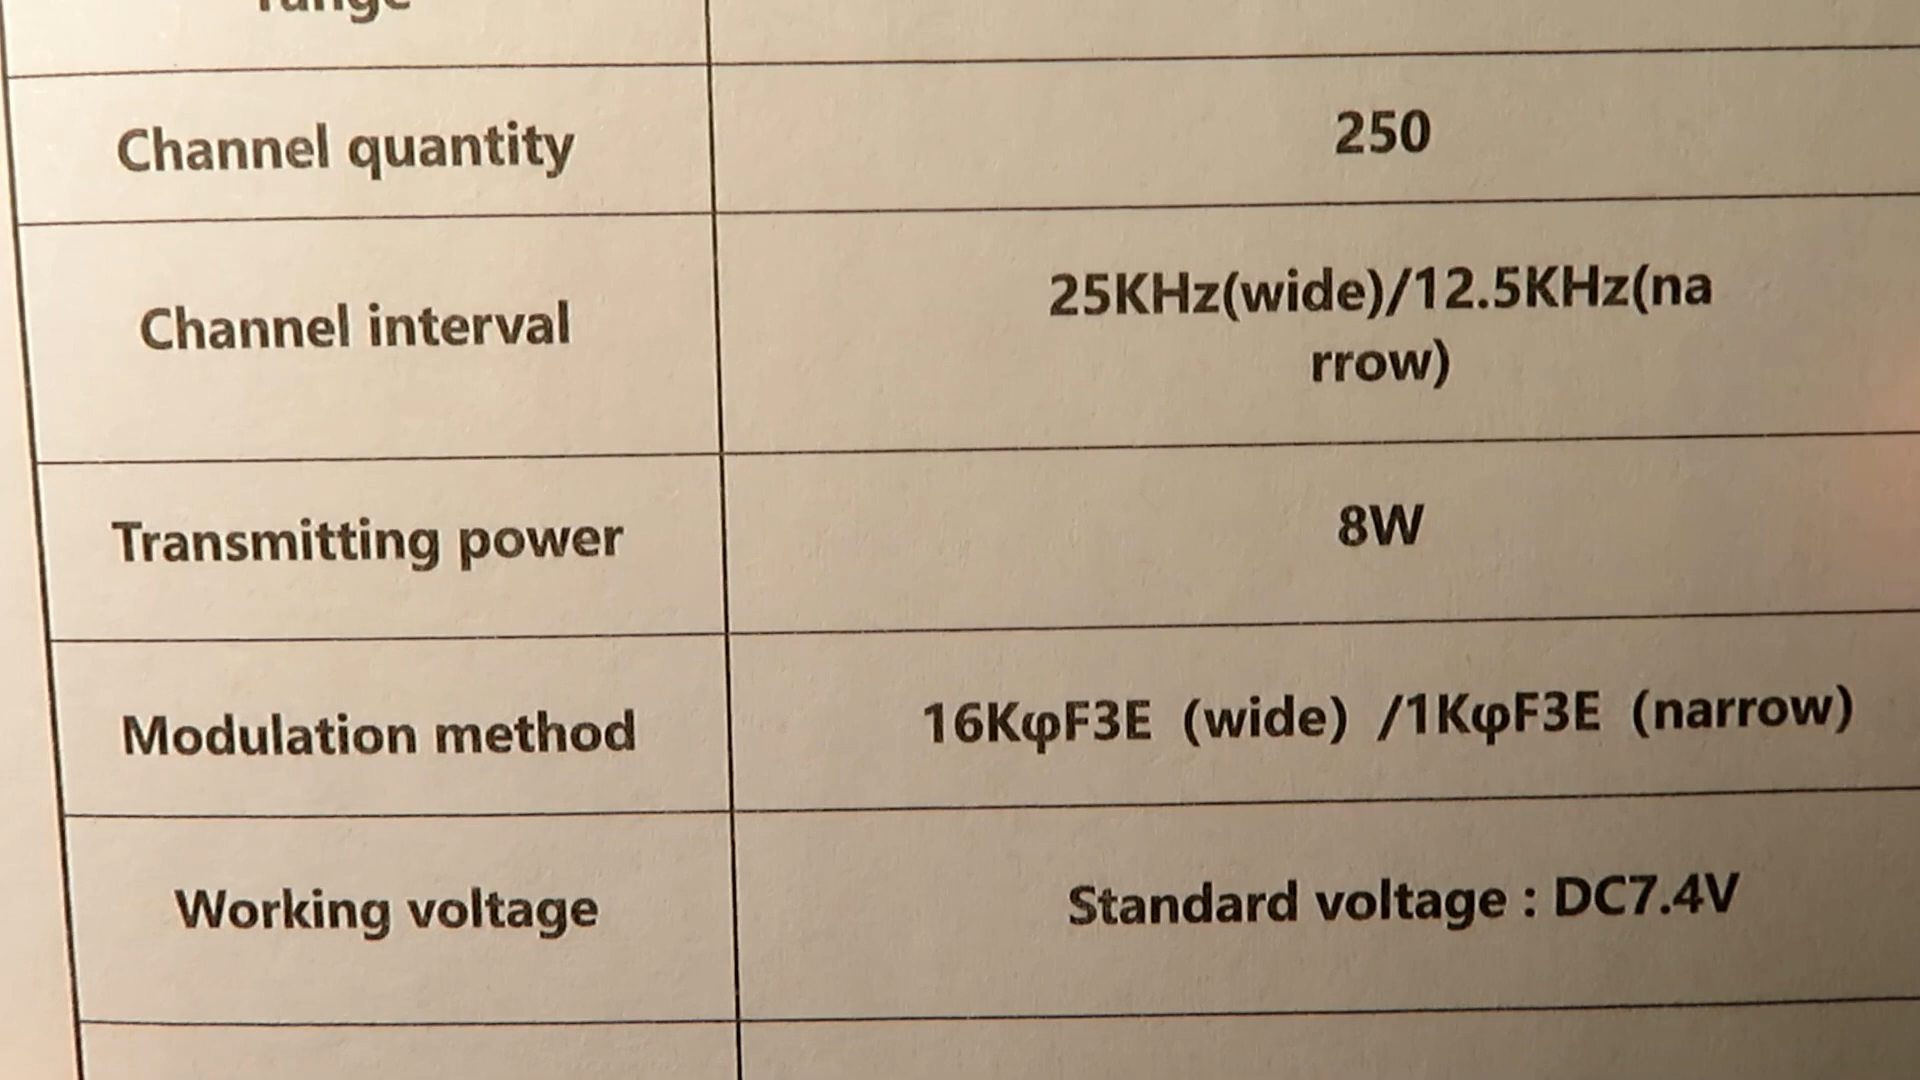 range
Channel quantity 250
Channel interval 25KHz(wide)/12.5KHz(na
rrow)
Transmitting power 8W
Modulation method 16KφF3E (wide) /1KφF3E (narrow)
Working voltage Standard voltage : DC7.4V